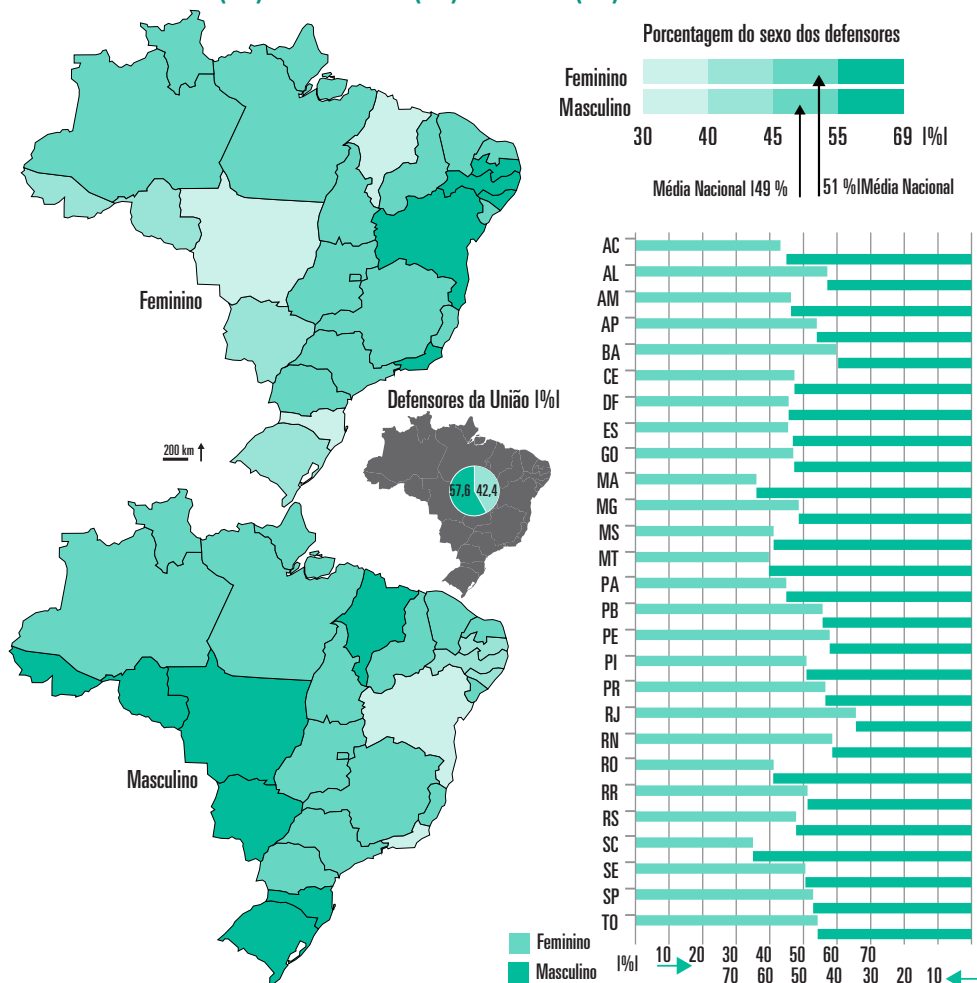 Porcentagem do sexo dos defensores
Feminino
Masculino
30 40 45 55 69 |%|
Média Nacional |49 %
51 %|Média Nacional
Feminino
200 km
Defensores da União |%|
57,6 42,4
Masculino
AC
AL
AM
AP
BA
CE
DF
ES
GO
MA
MG
MS
MT
PA
PB
PE
PI
PR
RJ
RN
RO
RR
RS
SC
SE
SP
TO
Feminino
Masculino
|%|
10 20 30 40 50 60 70
70 60 50 40 30 20 10